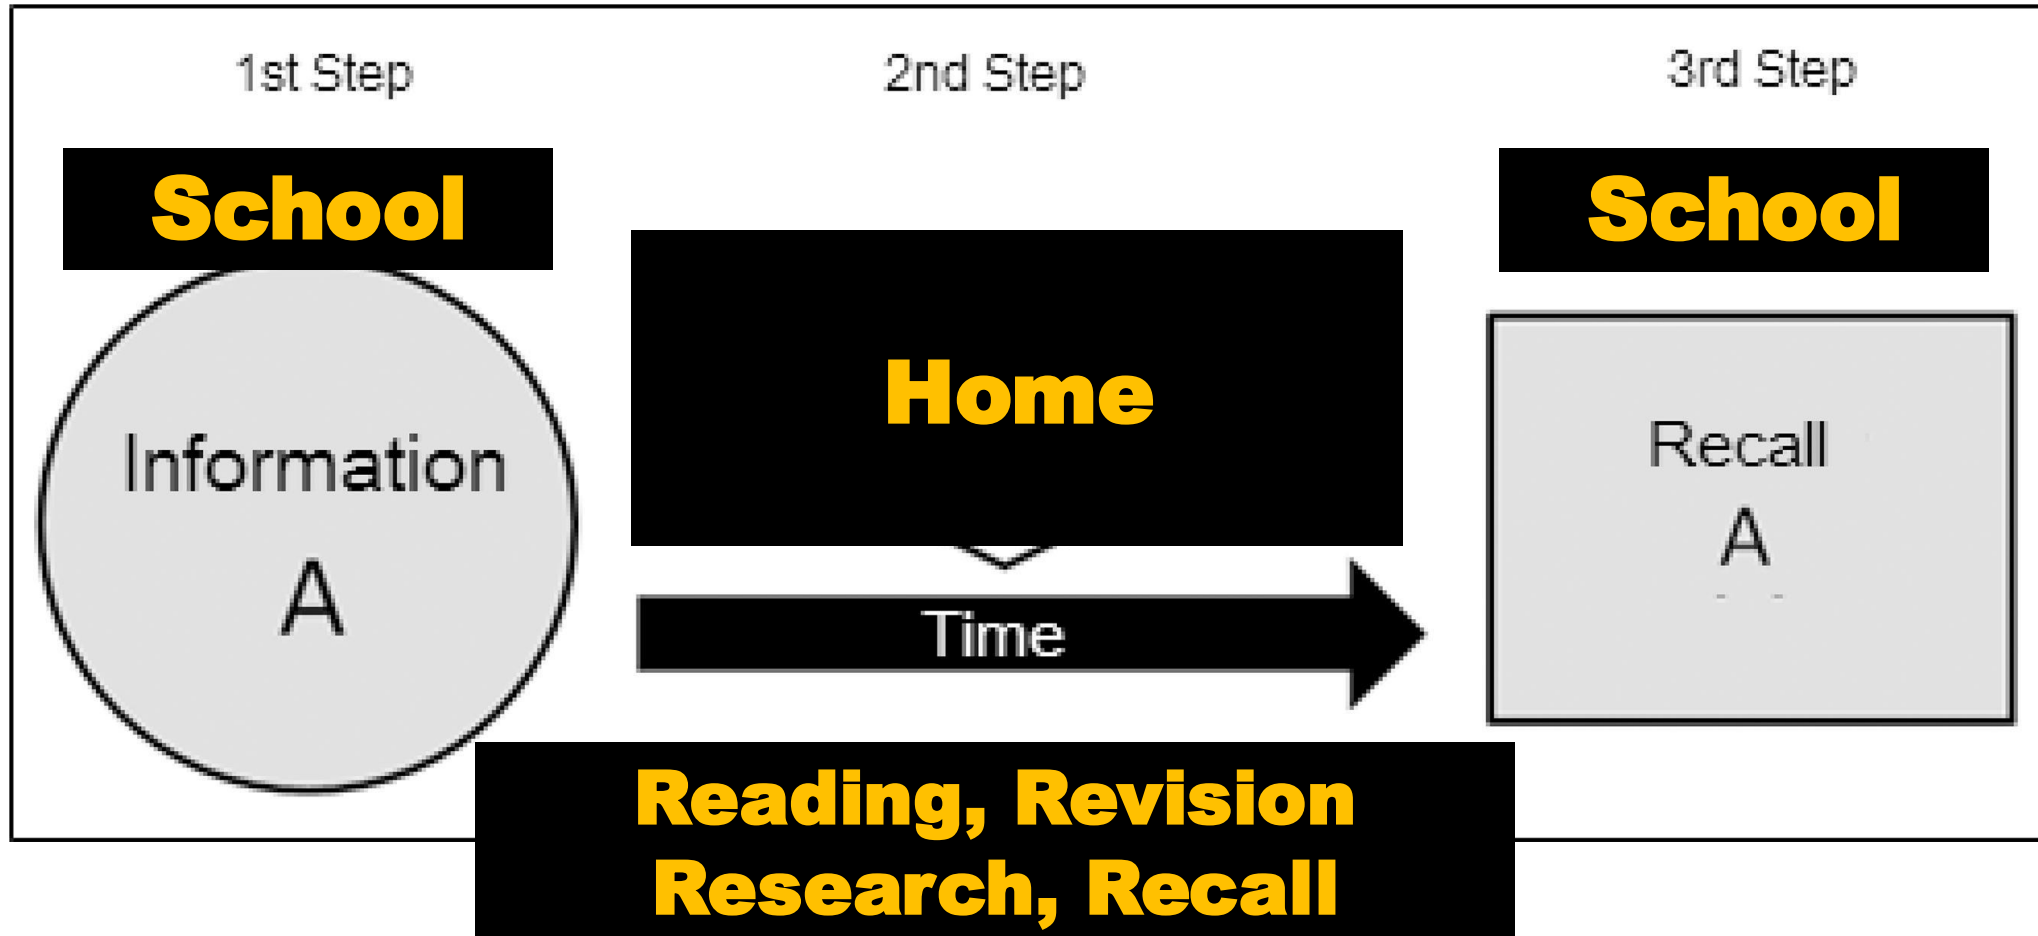 1st Step
2nd Step
3rd Step
School
School
Home
Information
A
Recall
A
Time
Reading, Revision
Research, Recall